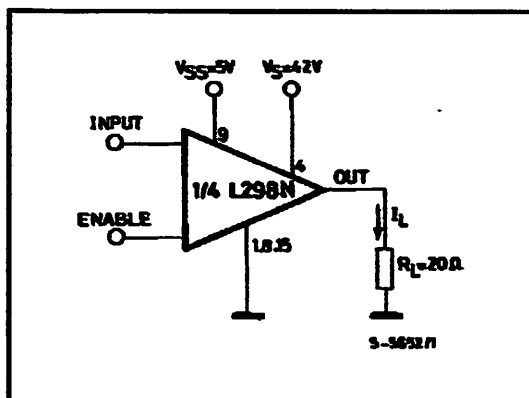 VSS=5V
VS=42V
INPUT
9
4
1/4 L298N
OUT
IL
ENABLE
1.8.15
RL=20Ω
S-5652/1